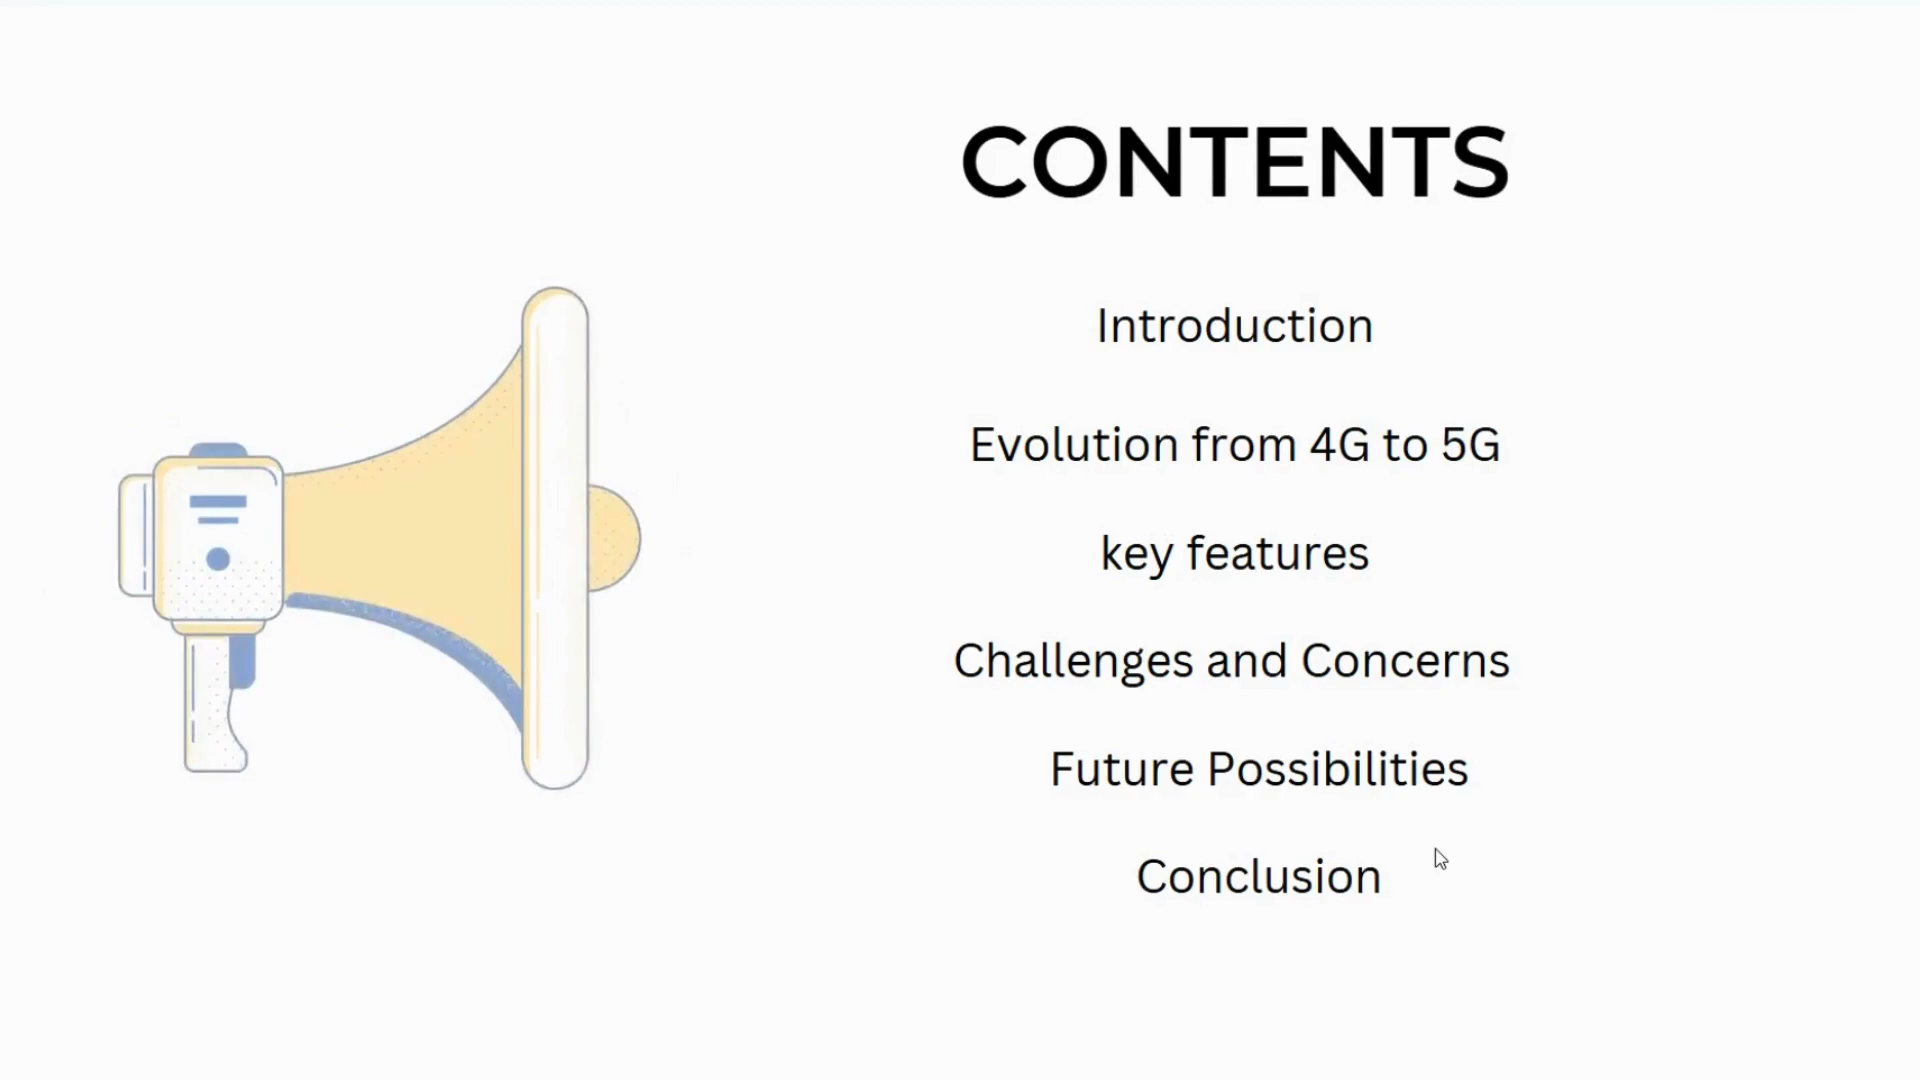 CONTENTS
Introduction
Evolution from 4G to 5G
key features
Challenges and Concerns
Future Possibilities
Conclusion